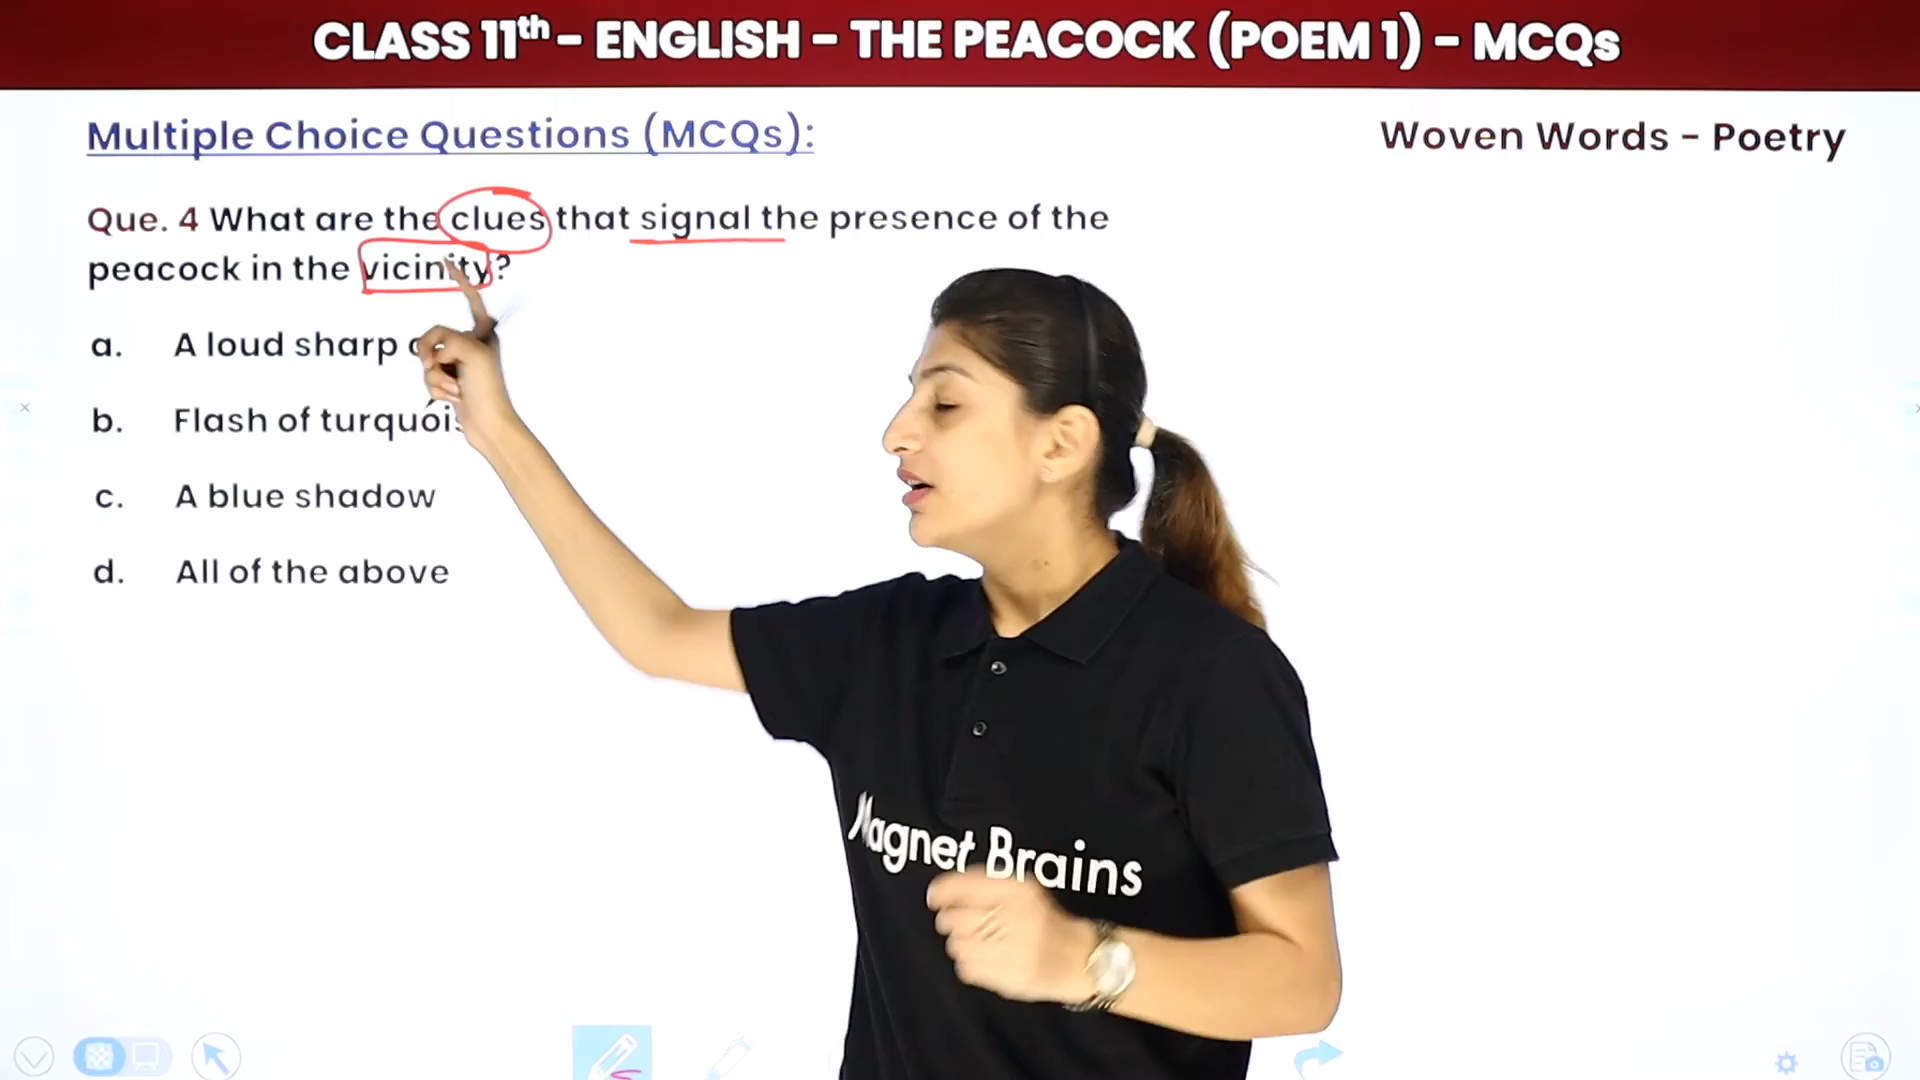 CLASS 11th - ENGLISH - THE PEACOCK (POEM 1) - MCQs
Multiple Choice Questions (MCQs):
Woven Words - Poetry
Que. 4 What are the clues that signal the presence of the
peacock in the vicinity?
a. A loud sharp
b. Flash of
c. A blue shadow
d. All of the above
Magnet Brains